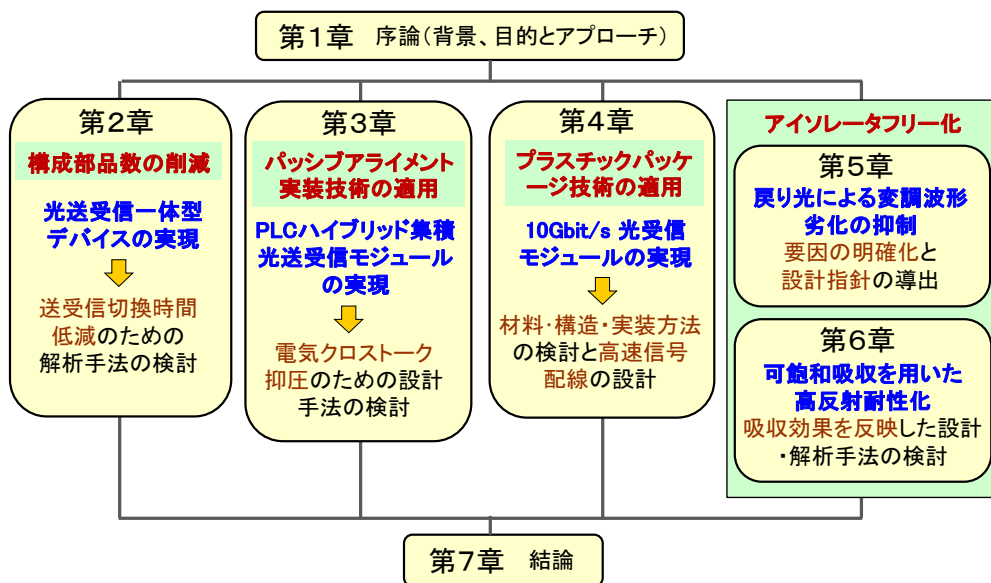 第1章 序論(背景、目的とアプローチ)
第2章
構成部品数の削減
光送受信一体型
デバイスの実現
送受信切換時間
低減のための
解析手法の検討
第3章
パッシブアライメント
実装技術の適用
PLCハイブリッド集積
光送受信モジュール
の実現
電気クロストーク
抑圧のための設計
手法の検討
第4章
プラスチックパッケ
ージ技術の適用
10Gbit/s 光受信
モジュールの実現
材料・構造・実装方法
の検討と高速信号
配線の設計
アイソレータフリー化
第5章
戻り光による変調波形
劣化の抑制
要因の明確化と
設計指針の導出
第6章
可飽和吸収を用いた
高反射耐性化
吸収効果を反映した設計
・解析手法の検討
第7章 結論